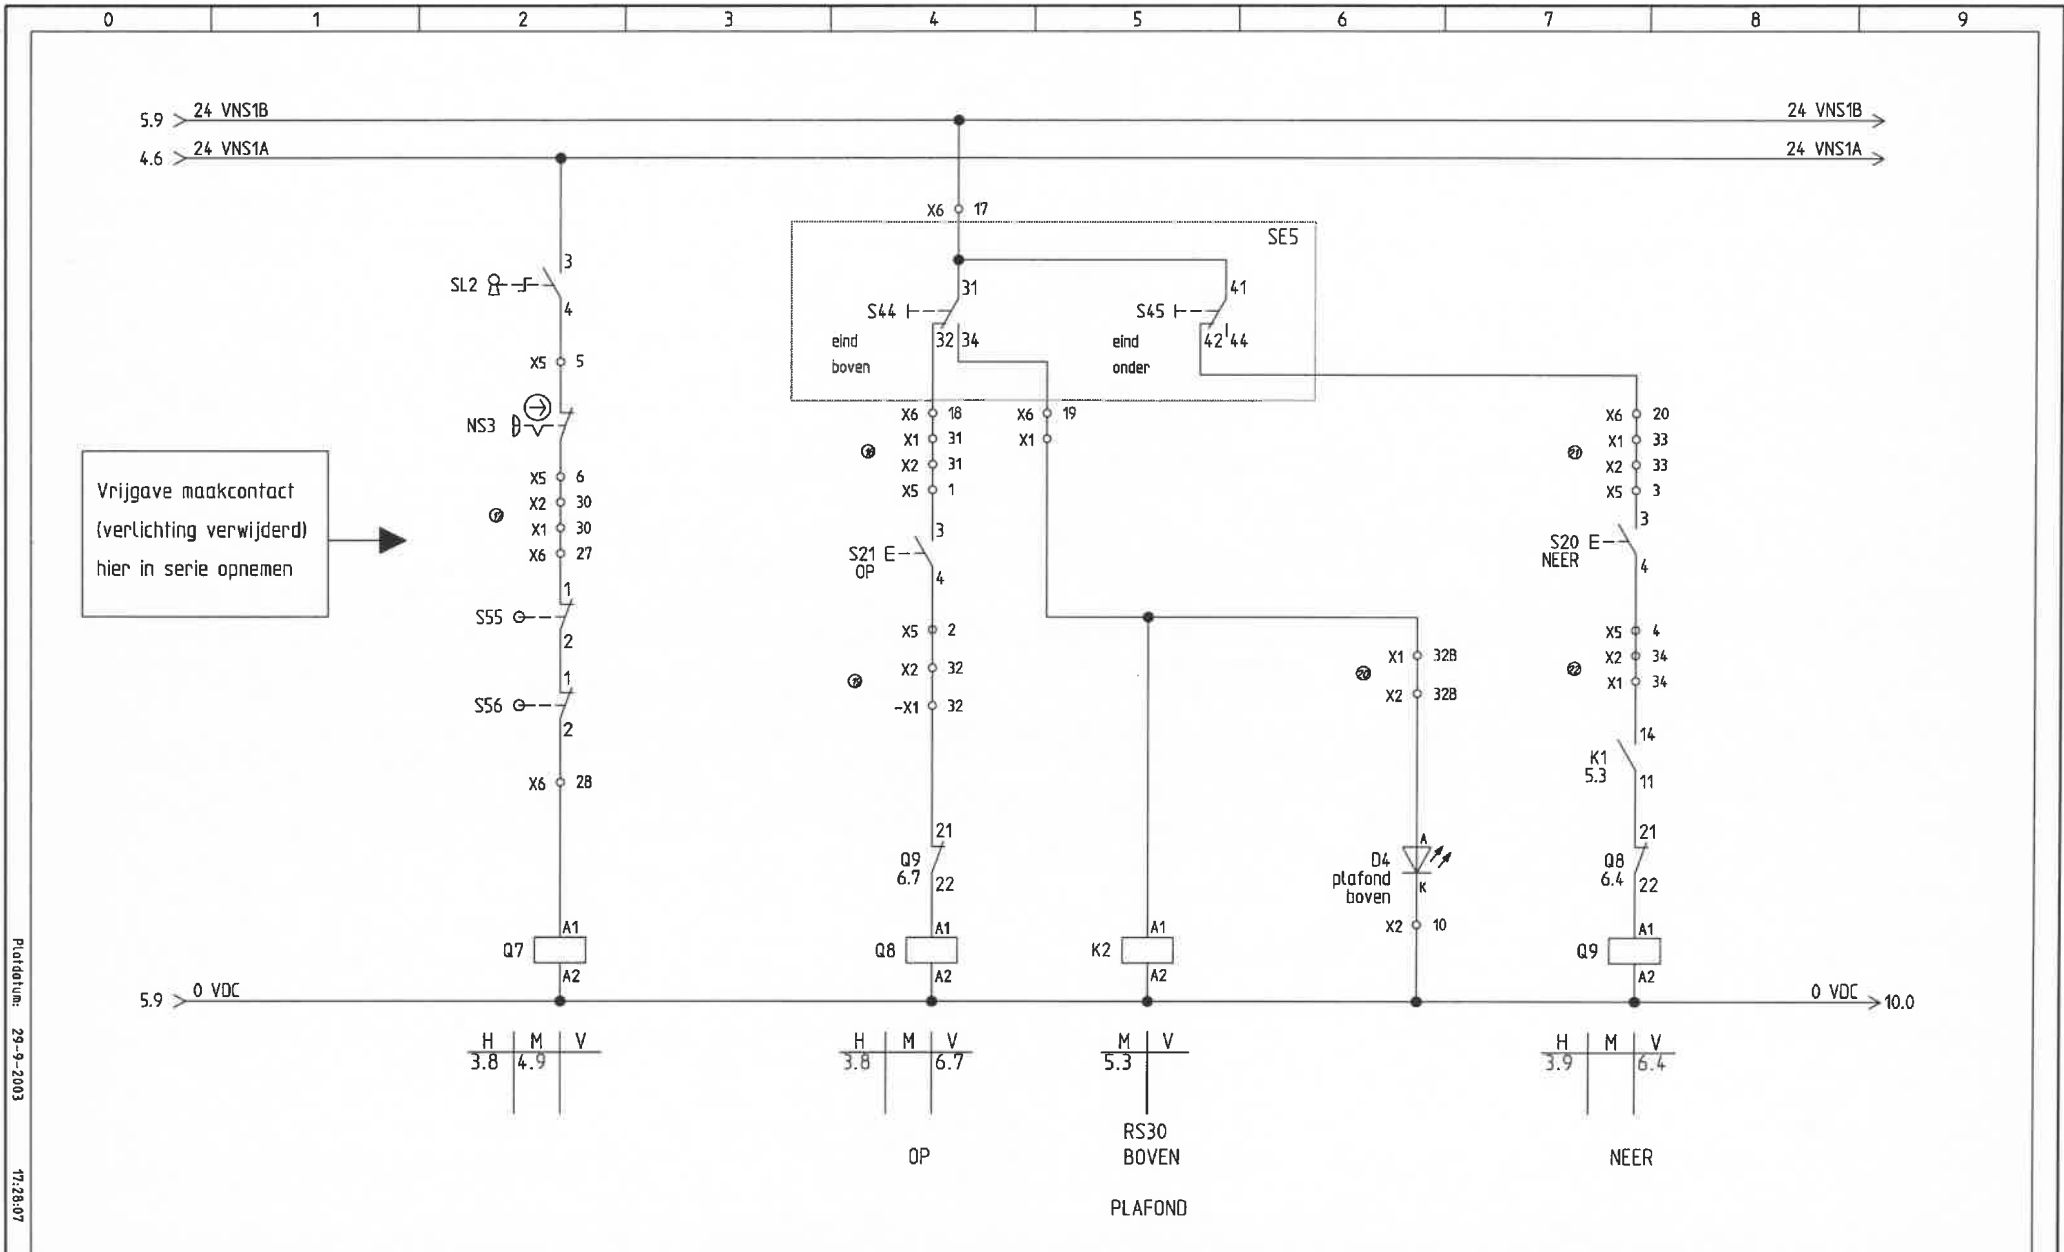 0 1 2 3 4 5 6 7 8 9
5.9 24 VNS1B 24 VNS1B
4.6 24 VNS1A 24 VNS1A
X6 17
SE5
SL2 3
4
S44 31
32 34
eind
boven
S45 41
42 44
eind
onder
X5 5
NS3
X6 18
X1 31
X2 31
X5 1
X6 19
X1
X6 20
X1 33
X2 33
X5 3
21
Vrijgave maakcontact
(verlichting verwijderd)
hier in serie opnemen
X5 6
X2 30
X1 30
X6 27
S55 1
2
S56 1
2
X6 28
S21 3
OP 4
S20 3
NEER 4
X5 2
X2 32
-X1 32
X1 32B
X2 32B
20
X5 4
X2 34
X1 34
22
K1 14
5.3 11
Q9 21
6.7 22
D4 A
plafond K
boven
X2 10
Q8 21
6.4 22
Q7 A1
A2
Q8 A1
A2
K2 A1
A2
Q9 A1
A2
5.9 0 VDC 0 VDC 10.0
H M V
3.8 4.9
H M V
3.8 6.7
M V
5.3
H M V
3.9 6.4
OP
RS30
BOVEN
NEER
PLAFOND
Plotdatum: 29-9-2003 17:28:07